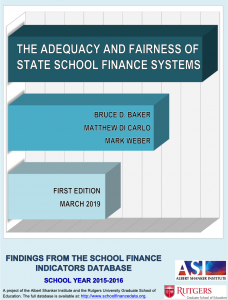 THE ADEQUACY AND FAIRNESS OF
STATE SCHOOL FINANCE SYSTEMS
BRUCE D. BAKER
MATTHEW DI CARLO
MARK WEBER
FIRST EDITION
MARCH 2019
FINDINGS FROM THE SCHOOL FINANCE
INDICATORS DATABASE
SCHOOL YEAR 2015-2016
A project of the Albert Shanker Institute and the Rutgers University Graduate School of
Education. The full database is available at: http://www.schoolfinancedata.org.
ASI
ALBERT SHANKER INSTITUTE
RUTGERS
Graduate School of Education